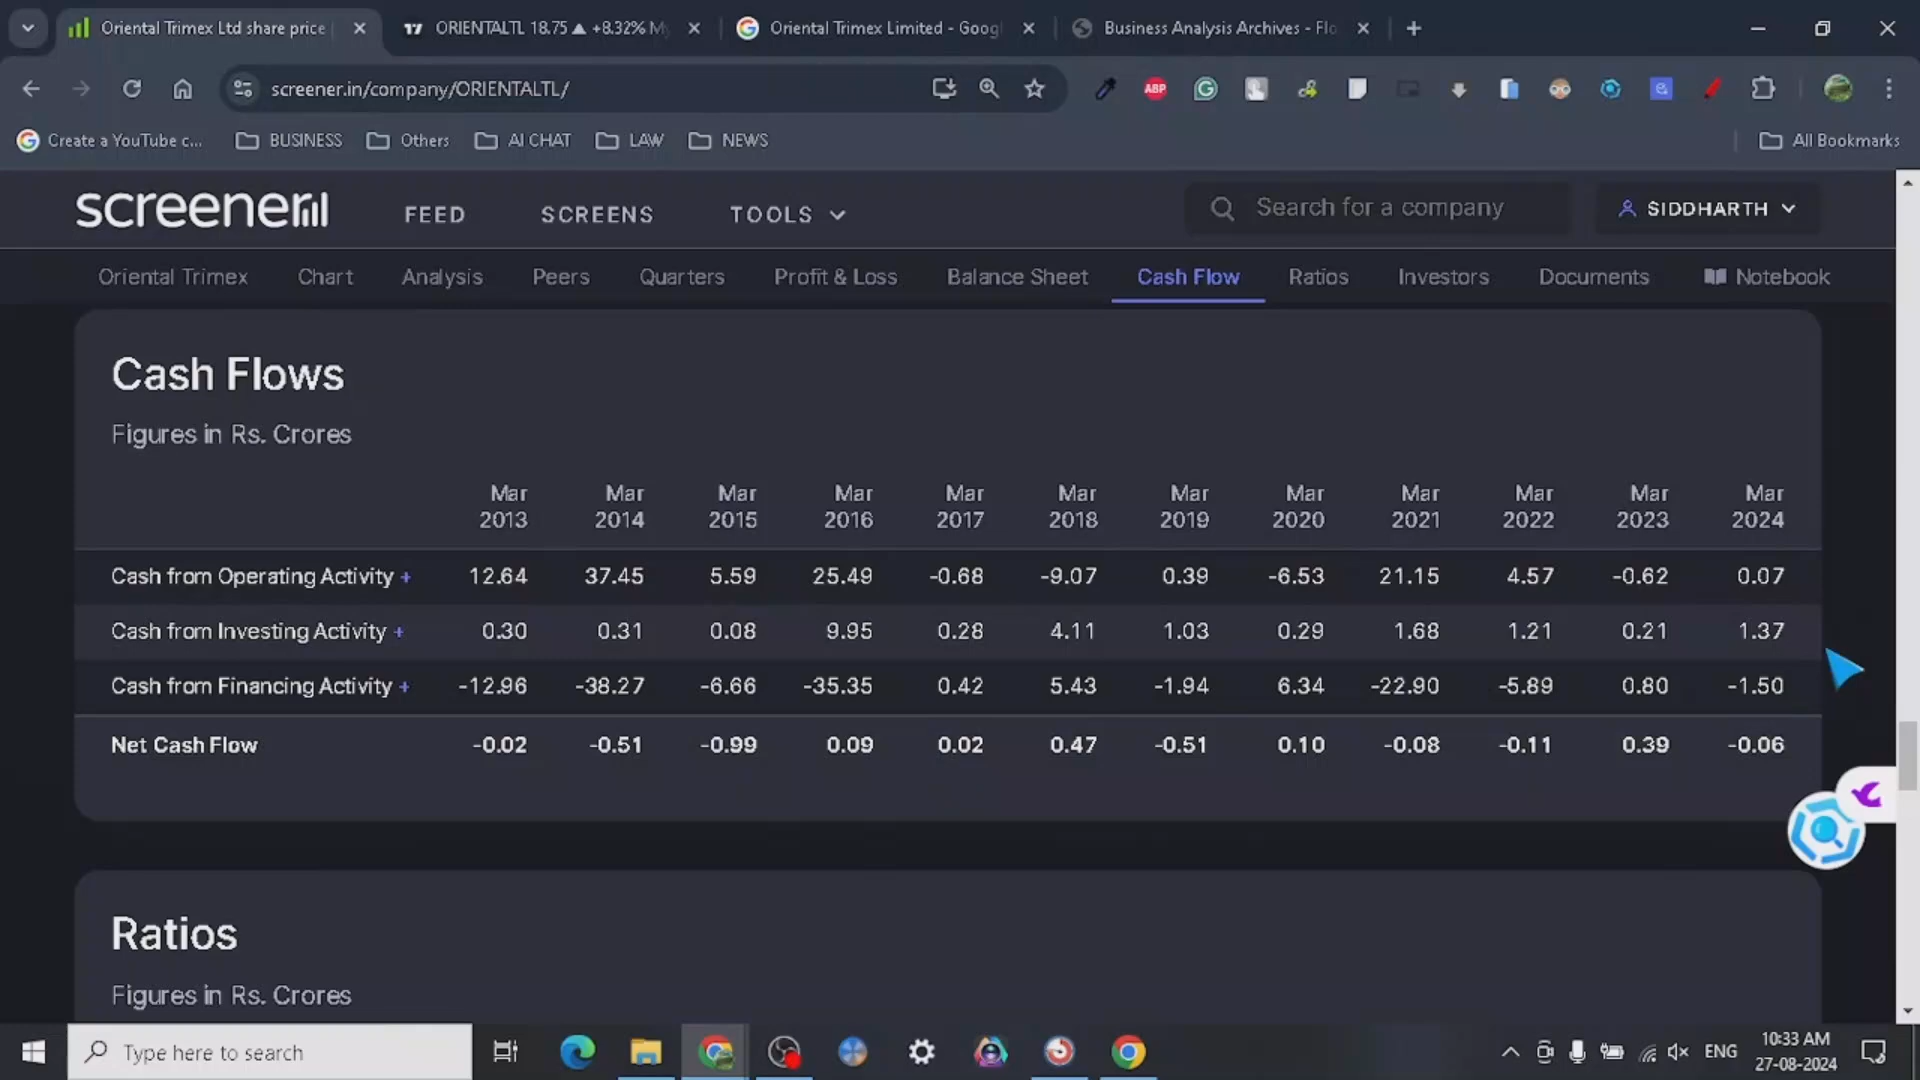 Oriental Trimex Ltd share price
ORIENTALTL 18.75 ▲ +8.32%
Oriental Trimex Limited - Goog
Business Analysis Archives - Flo
screener.in/company/ORIENTALTL/
ABP
Create a YouTube c...
BUSINESS
Others
AI CHAT
LAW
NEWS
All Bookmarks
screener
FEED
SCREENS
TOOLS
Search for a company
SIDDHARTH
Oriental Trimex
Chart
Analysis
Peers
Quarters
Profit & Loss
Balance Sheet
Cash Flow
Ratios
Investors
Documents
Notebook
Cash Flows
Figures in Rs. Crores
Mar 2013 Mar 2014 Mar 2015 Mar 2016 Mar 2017 Mar 2018 Mar 2019 Mar 2020 Mar 2021 Mar 2022 Mar 2023 Mar 2024
Cash from Operating Activity + 12.64 37.45 5.59 25.49 -0.68 -9.07 0.39 -6.53 21.15 4.57 -0.62 0.07
Cash from Investing Activity + 0.30 0.31 0.08 9.95 0.28 4.11 1.03 0.29 1.68 1.21 0.21 1.37
Cash from Financing Activity + -12.96 -38.27 -6.66 -35.35 0.42 5.43 -1.94 6.34 -22.90 -5.89 0.80 -1.50
Net Cash Flow -0.02 -0.51 -0.99 0.09 0.02 0.47 -0.51 0.10 -0.08 -0.11 0.39 -0.06
Ratios
Figures in Rs. Crores
Type here to search
ENG
10:33 AM
27-08-2024